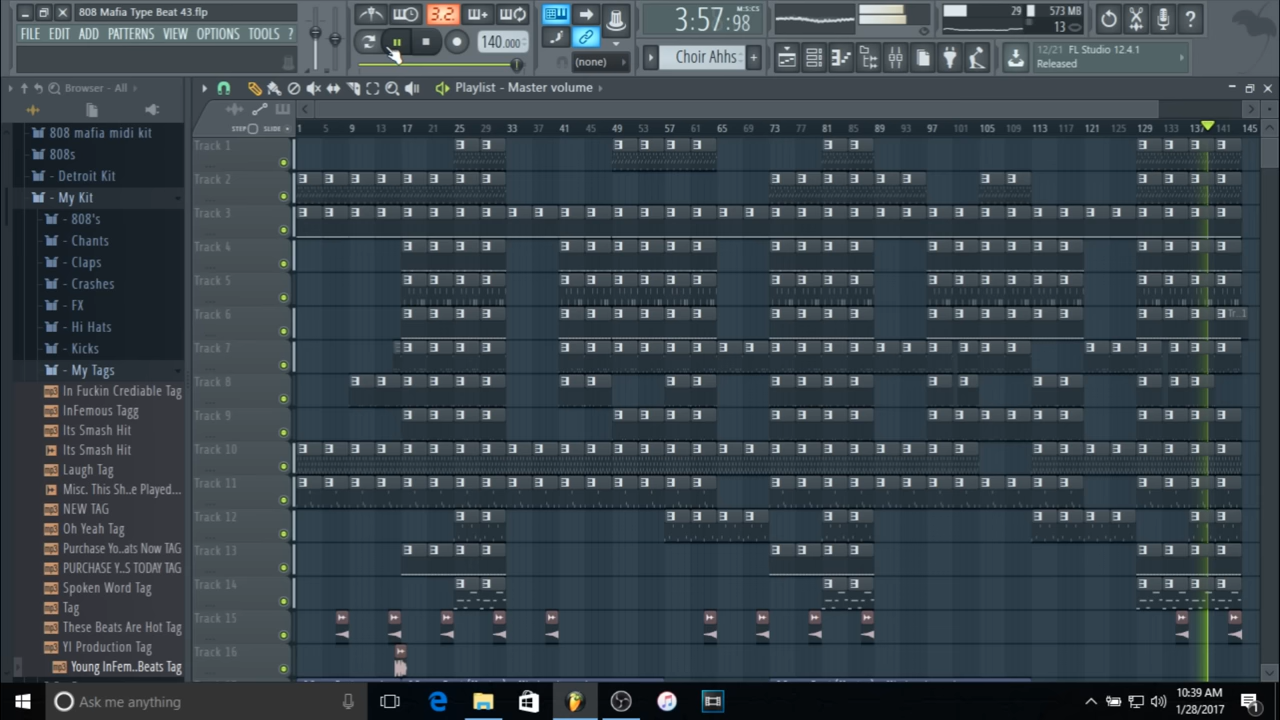 808 Mafia Type Beat 43.flp
FILE EDIT ADD PATTERNS VIEW OPTIONS TOOLS ?
3.2.
140.000
(none)
3:57:98
M:S:CS
Choir Ahhs
29
573 MB
13
12/21 FL Studio 12.4.1
Released
Browser - All
Playlist - Master volume
STEP SLIDE
1 5 9 13 17 21 25 29 33 37 41 45 49 53 57 61 65 69 73 77 81 85 89 93 97 101 105 109 113 117 121 125 129 133 137 141 145
808 mafia midi kit
808s
- Detroit Kit
- My Kit
- 808's
- Chants
- Claps
- Crashes
- FX
- Hi Hats
- Kicks
- My Tags
In Fuckin Crediable Tag
InFemous Tagg
Its Smash Hit
Its Smash Hit
Laugh Tag
Misc. This Sh..e Played...
NEW TAG
Oh Yeah Tag
Purchase Yo..ats Now TAG
PURCHASE Y..S TODAY TAG
Spoken Word Tag
Tag
These Beats Are Hot Tag
YI Production Tag
Young InFem..Beats Tag
Track 1
Track 2
Track 3
Track 4
Track 5
Track 6
Track 7
Track 8
Track 9
Track 10
Track 11
Track 12
Track 13
Track 14
Track 15
Track 16
Ask me anything
10:39 AM
1/28/2017
1